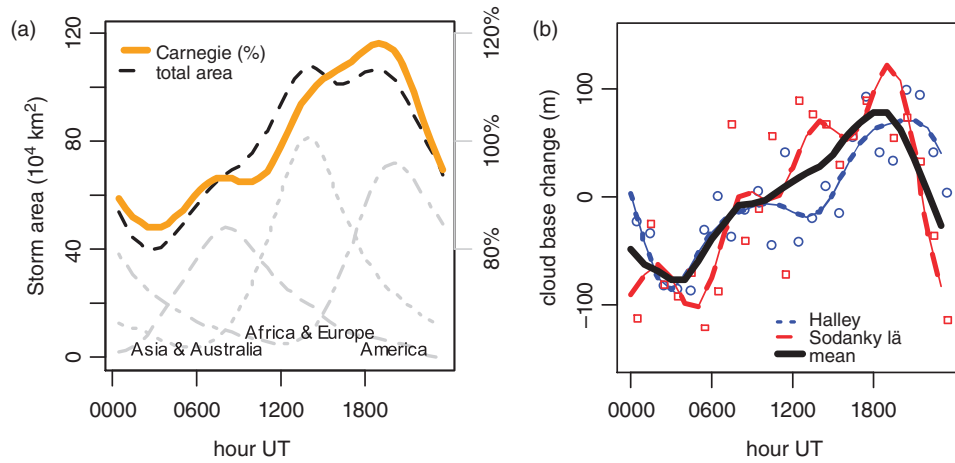 (a)
Storm area (10⁴ km²)
120
80
40
0
120%
100%
80%
Carnegie (%)
total area
Asia & Australia
Africa & Europe
America
0000 0600 1200 1800
hour UT
(b)
cloud base change (m)
100
0
−100
Halley
Sodanky lä
mean
0000 0600 1200 1800
hour UT